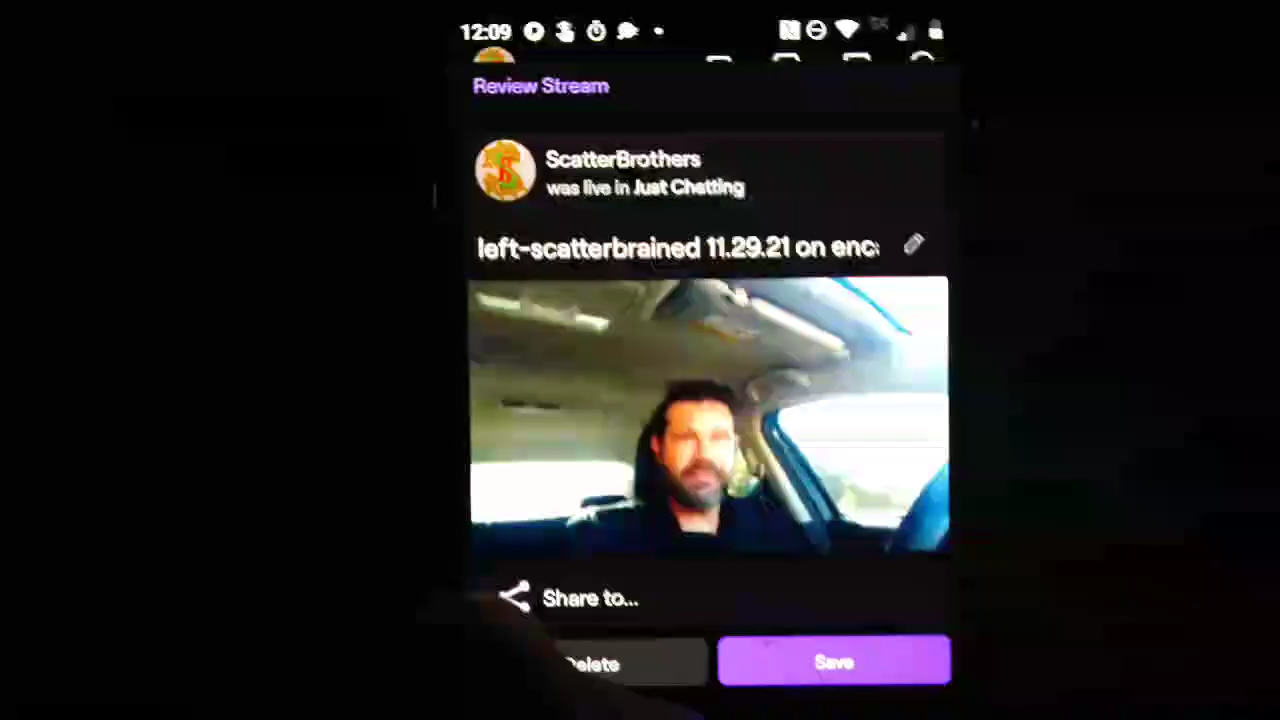 12:09
Review Stream
ScatterBrothers
was live in Just Chatting
left-scatterbrained 11.29.21 on enc
Share to...
Delete
Save